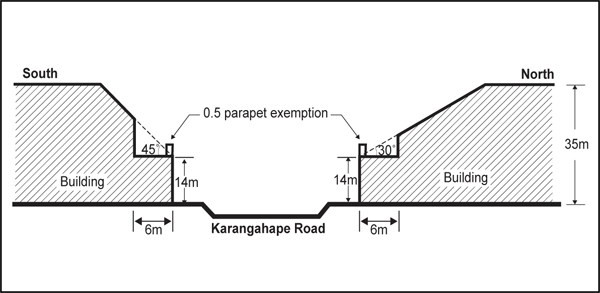 South
North
0.5 parapet exemption
45°
30°
35m
Building
14m
14m
Building
6m
Karangahape Road
6m